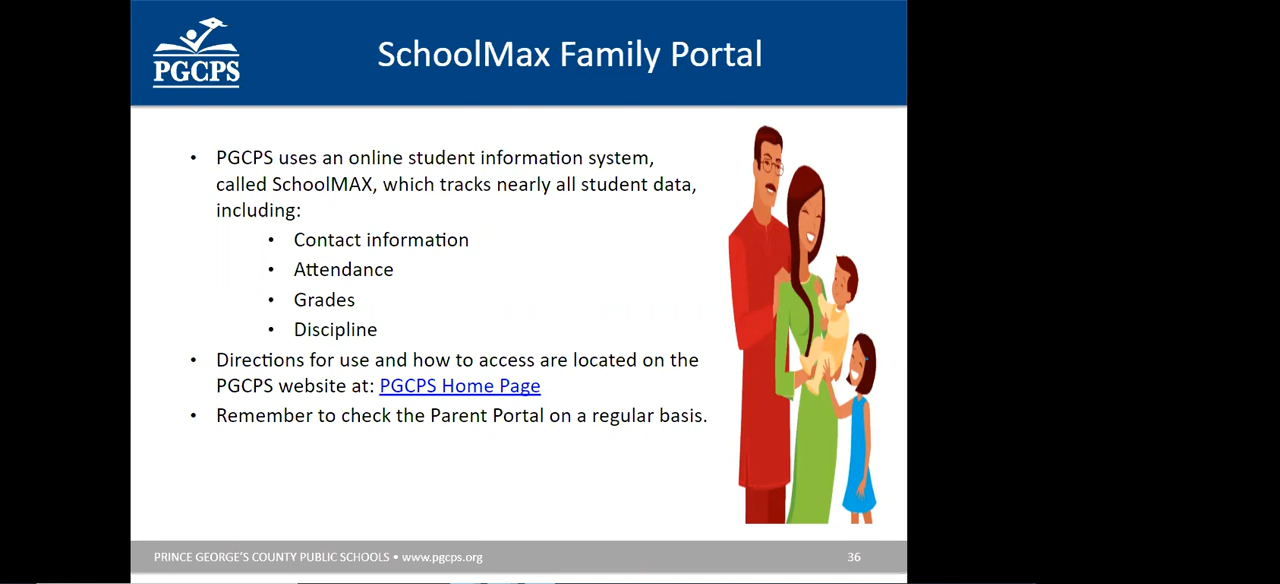 PGCPS
SchoolMax Family Portal
• PGCPS uses an online student information system,
called SchoolMAX, which tracks nearly all student data,
including:
• Contact information
• Attendance
• Grades
• Discipline
• Directions for use and how to access are located on the
PGCPS website at: PGCPS Home Page
• Remember to check the Parent Portal on a regular basis.
PRINCE GEORGE'S COUNTY PUBLIC SCHOOLS • www.pgcps.org
36